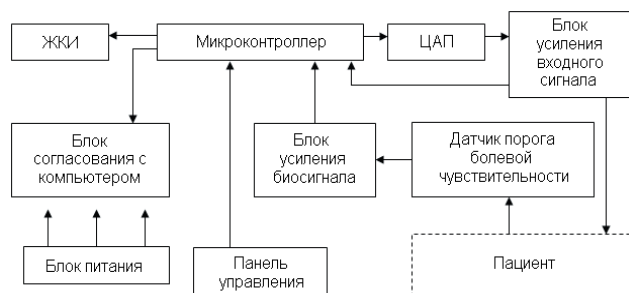 ЖКИ
Микроконтроллер
ЦАП
Блок
усиления
входного
сигнала
Блок
согласования с
компьютером
Блок
усиления
биосигнала
Датчик порога
болевой
чувствительности
Блок питания
Панель
управления
Пациент